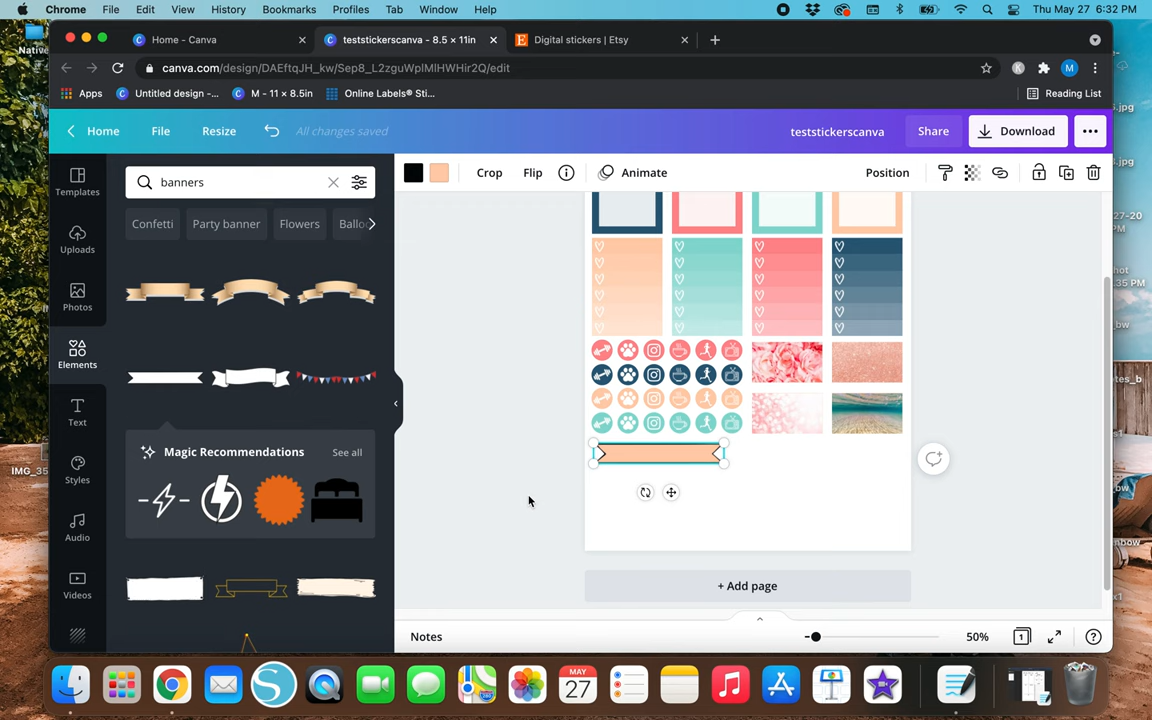 Chrome File Edit View History Bookmarks Profiles Tab Window Help Thu May 27 6:32 PM
Home - Canva teststickerscanva - 8.5 × 11in Digital stickers | Etsy
canva.com/design/DAEftqJH_kw/Sep8_L2zguWplMlHWHir2Q/edit
Apps Untitled design -... M - 11 × 8.5in Online Labels® Sti... Reading List
Home File Resize All changes saved teststickerscanva Share Download
banners Crop Flip Animate Position
Templates
Confetti Party banner Flowers Balloo
Uploads
Photos
Elements
Text
Magic Recommendations See all
Styles
Audio
Videos
+ Add page
Notes 50% 1
IMG_35
MAY
27